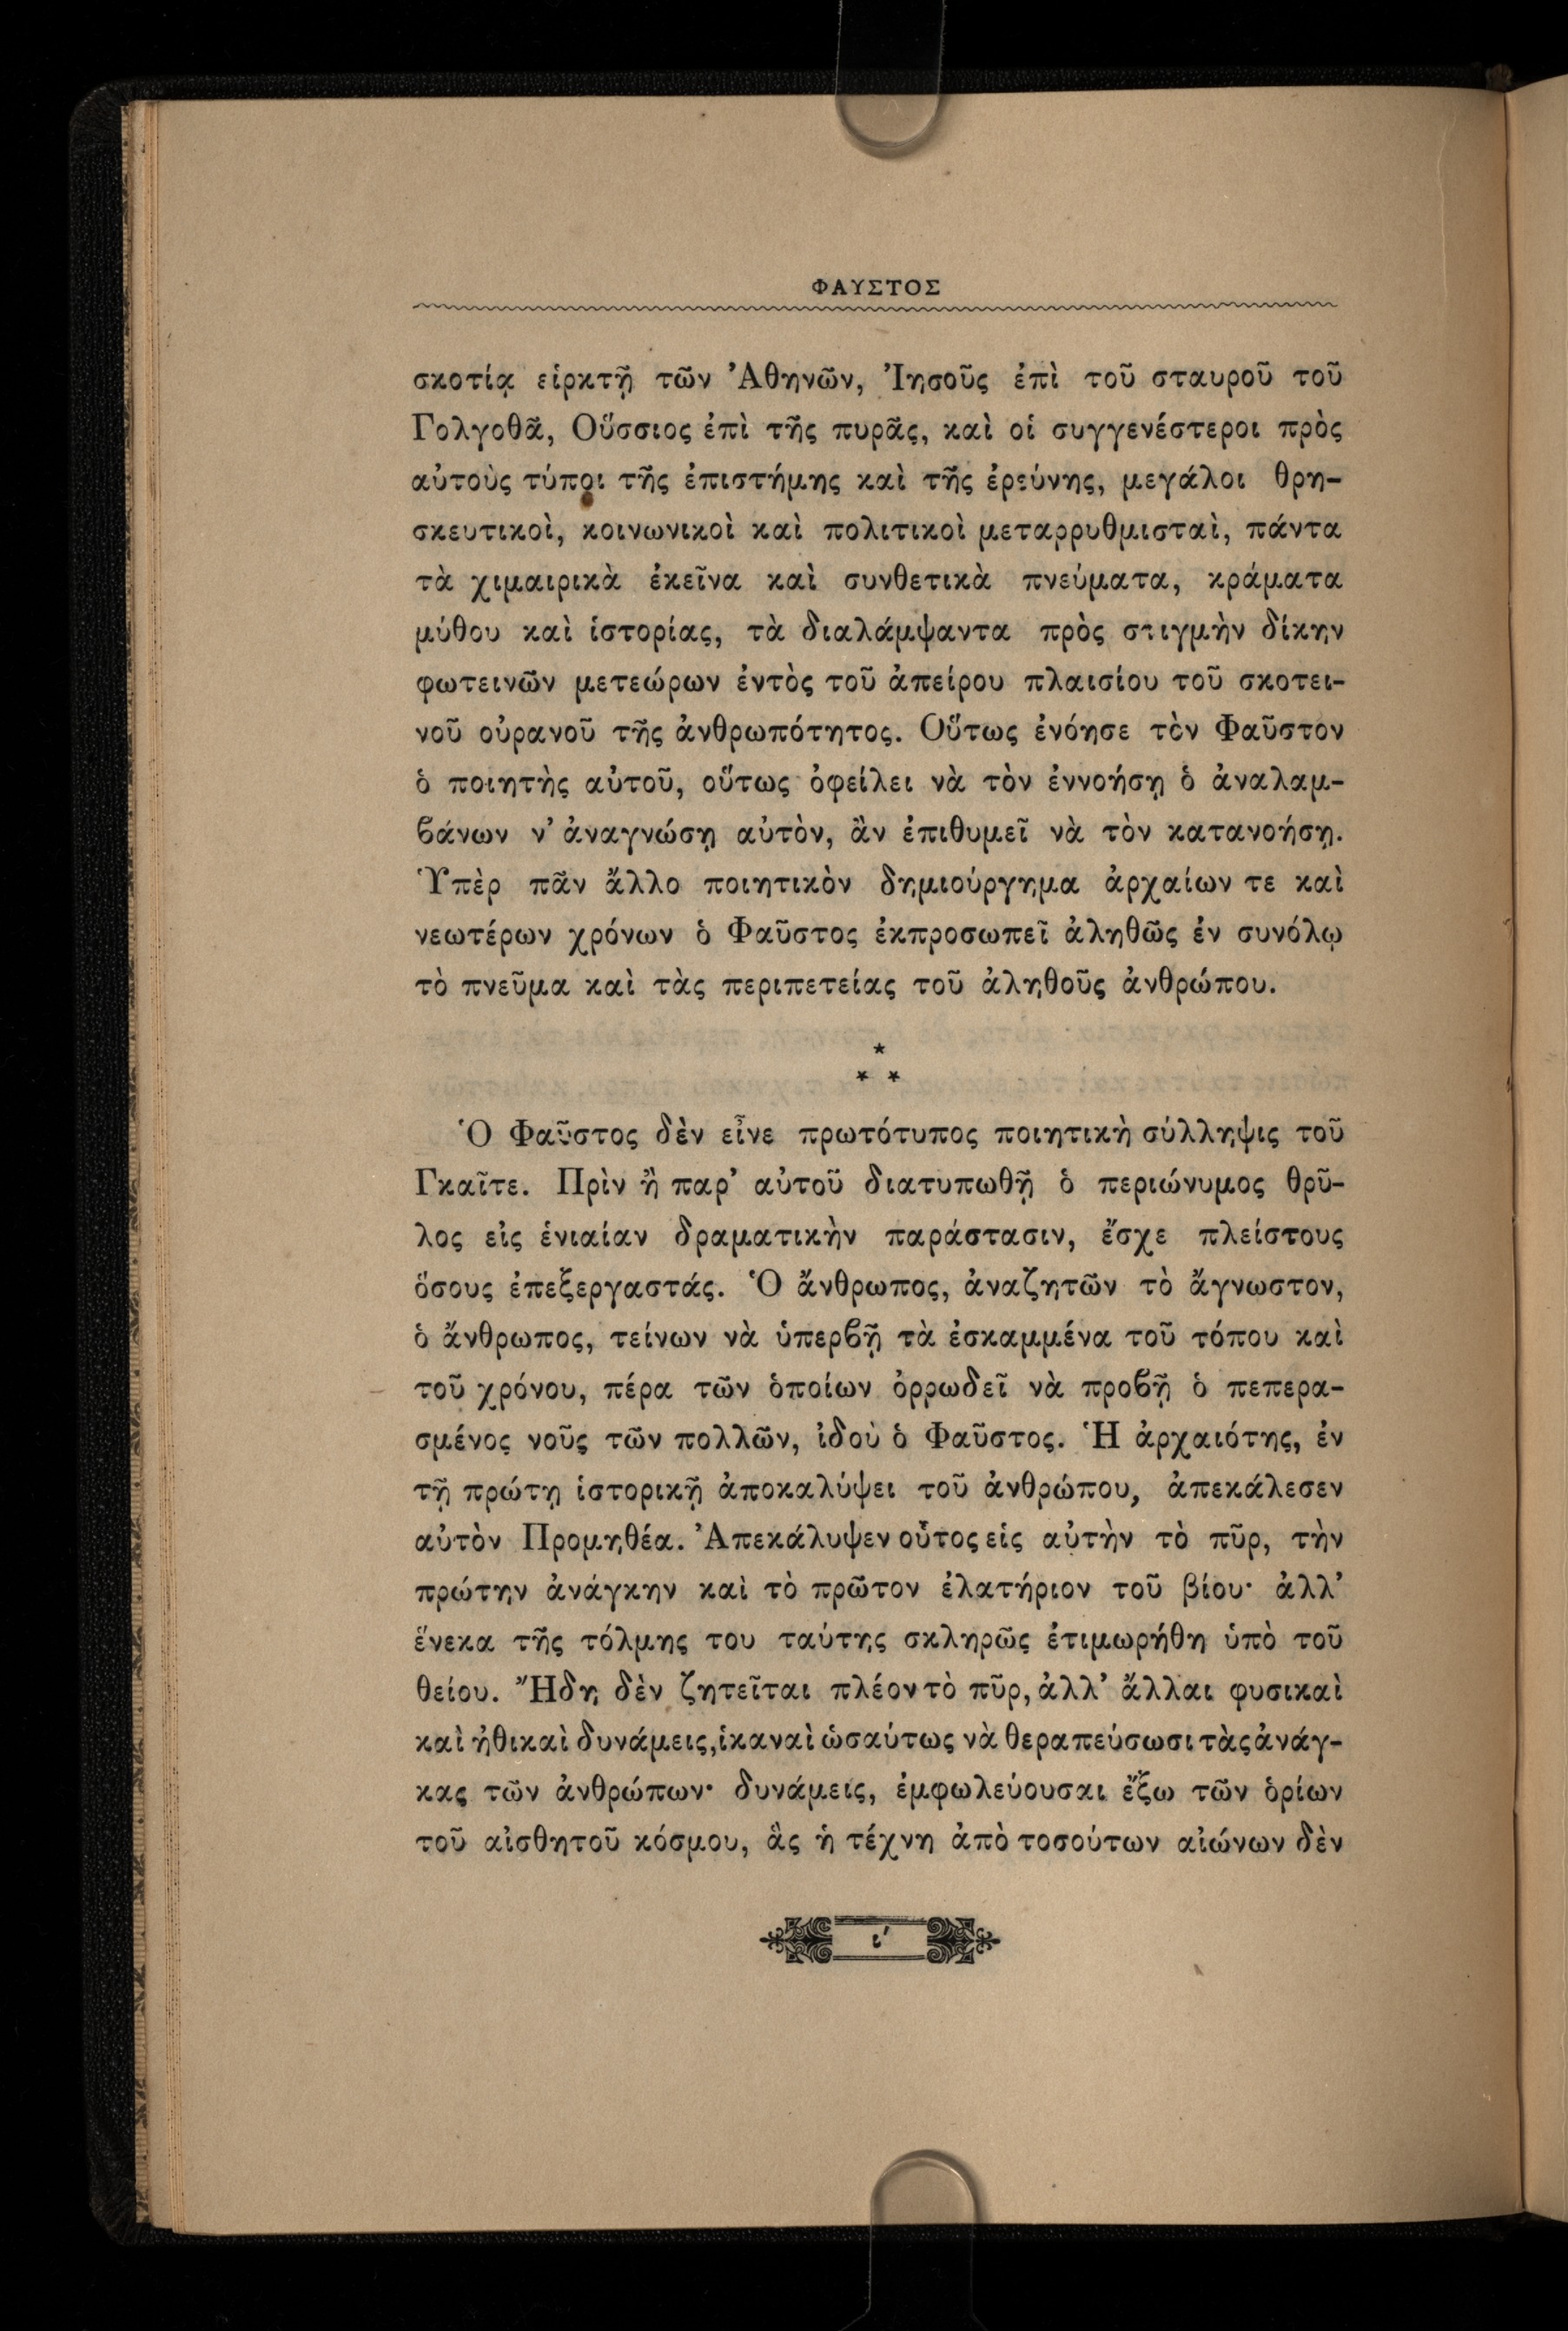 ΦΑΥΣΤΟΣ
σκοτίᾳ εἱρκτῇ τῶν Ἀθηνῶν, Ἰησοῦς ἐπὶ τοῦ σταυροῦ τοῦ
Γολγοθᾶ, Οὔσσιος ἐπὶ τῆς πυρᾶς, καὶ οἱ συγγενέστεροι πρὸς
αὐτοὺς τύποι τῆς ἐπιστήμης καὶ τῆς ἐρεύνης, μεγάλοι θρη-
σκευτικοὶ, κοινωνικοὶ καὶ πολιτικοὶ μεταρρυθμισταὶ, πάντα
τὰ χιμαιρικὰ ἐκεῖνα καὶ συνθετικὰ πνεύματα, κράματα
μύθου καὶ ἱστορίας, τὰ διαλάμψαντα πρὸς στιγμὴν δίκην
φωτεινῶν μετεώρων ἐντὸς τοῦ ἀπείρου πλαισίου τοῦ σκοτει-
νοῦ οὐρανοῦ τῆς ἀνθρωπότητος. Οὕτως ἐνόησε τὸν Φαῦστον
ὁ ποιητὴς αὐτοῦ, οὕτως ὀφείλει νὰ τὸν ἐννοήσῃ ὁ ἀναλαμ-
βάνων ν’ ἀναγνώσῃ αὐτὸν, ἂν ἐπιθυμεῖ νὰ τὸν κατανοήσῃ.
Ὑπὲρ πᾶν ἄλλο ποιητικὸν δημιούργημα ἀρχαίων τε καὶ
νεωτέρων χρόνων ὁ Φαῦστος ἐκπροσωπεῖ ἀληθῶς ἐν συνόλῳ
τὸ πνεῦμα καὶ τὰς περιπετείας τοῦ ἀληθοῦς ἀνθρώπου.
*
* *
Ὁ Φαῦστος δὲν εἶνε πρωτότυπος ποιητικὴ σύλληψις τοῦ
Γκαῖτε. Πρὶν ἢ παρ’ αὐτοῦ διατυπωθῇ ὁ περιώνυμος θρῦ-
λος εἰς ἑνιαίαν δραματικὴν παράστασιν, ἔσχε πλείστους
ὅσους ἐπεξεργαστάς. Ὁ ἄνθρωπος, ἀναζητῶν τὸ ἄγνωστον,
ὁ ἄνθρωπος, τείνων νὰ ὑπερβῇ τὰ ἐσκαμμένα τοῦ τόπου καὶ
τοῦ χρόνου, πέρα τῶν ὁποίων ὀρρωδεῖ νὰ προβῇ ὁ πεπερα-
σμένος νοῦς τῶν πολλῶν, ἰδοὺ ὁ Φαῦστος. Ἡ ἀρχαιότης, ἐν
τῇ πρώτῃ ἱστορικῇ ἀποκαλύψει τοῦ ἀνθρώπου, ἀπεκάλεσεν
αὐτὸν Προμηθέα. Ἀπεκάλυψεν οὗτος εἰς αὐτὴν τὸ πῦρ, τὴν
πρώτην ἀνάγκην καὶ τὸ πρῶτον ἐλατήριον τοῦ βίου· ἀλλ’
ἕνεκα τῆς τόλμης του ταύτης σκληρῶς ἐτιμωρήθη ὑπὸ τοῦ
θείου. Ἤδη δὲν ζητεῖται πλέον τὸ πῦρ, ἀλλ’ ἄλλαι φυσικαὶ
καὶ ἠθικαὶ δυνάμεις, ἱκαναὶ ὡσαύτως νὰ θεραπεύσωσι τὰς ἀνάγ-
κας τῶν ἀνθρώπων· δυνάμεις, ἐμφωλεύουσαι ἔξω τῶν ὁρίων
τοῦ αἰσθητοῦ κόσμου, ἃς ἡ τέχνη ἀπὸ τοσούτων αἰώνων δὲν
ι′